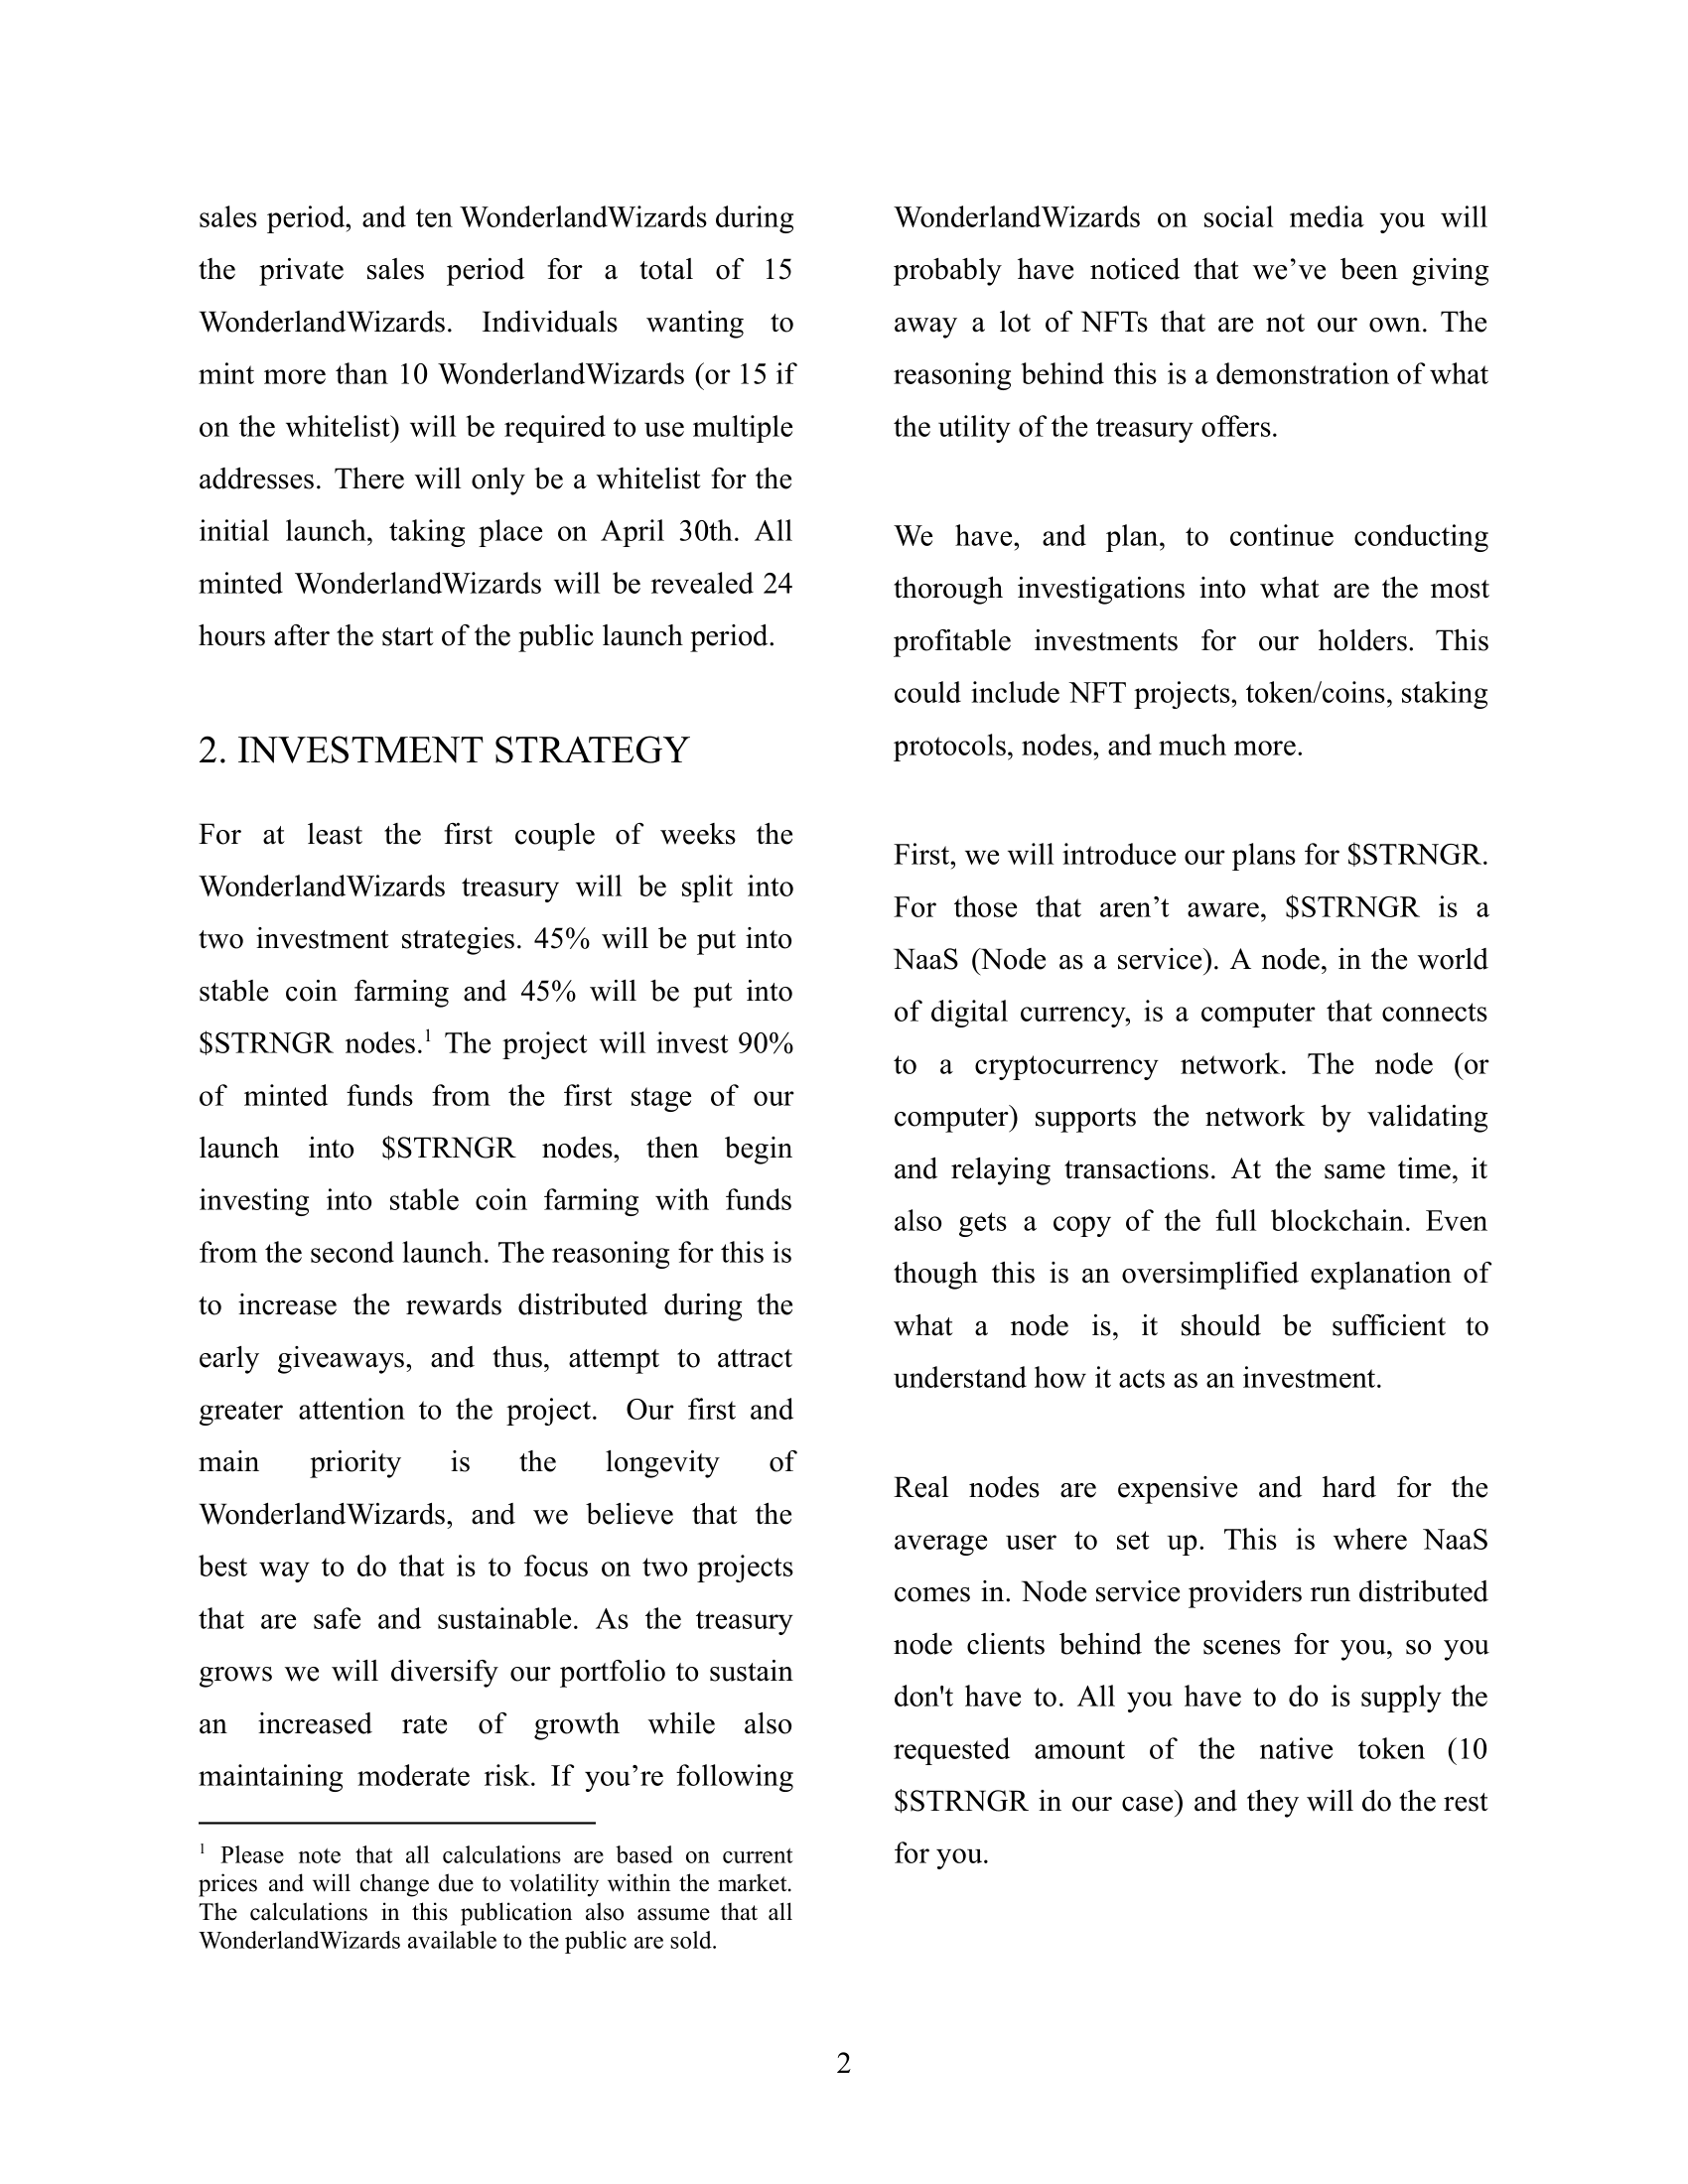 sales period, and ten WonderlandWizards during
the private sales period for a total of 15
WonderlandWizards. Individuals wanting to
mint more than 10 WonderlandWizards (or 15 if
on the whitelist) will be required to use multiple
addresses. There will only be a whitelist for the
initial launch, taking place on April 30th. All
minted WonderlandWizards will be revealed 24
hours after the start of the public launch period.
2. INVESTMENT STRATEGY
For at least the first couple of weeks the
WonderlandWizards treasury will be split into
two investment strategies. 45% will be put into
stable coin farming and 45% will be put into
$STRNGR nodes.¹ The project will invest 90%
of minted funds from the first stage of our
launch into $STRNGR nodes, then begin
investing into stable coin farming with funds
from the second launch. The reasoning for this is
to increase the rewards distributed during the
early giveaways, and thus, attempt to attract
greater attention to the project. Our first and
main priority is the longevity of
WonderlandWizards, and we believe that the
best way to do that is to focus on two projects
that are safe and sustainable. As the treasury
grows we will diversify our portfolio to sustain
an increased rate of growth while also
maintaining moderate risk. If you’re following
¹ Please note that all calculations are based on current
prices and will change due to volatility within the market.
The calculations in this publication also assume that all
WonderlandWizards available to the public are sold.
WonderlandWizards on social media you will
probably have noticed that we’ve been giving
away a lot of NFTs that are not our own. The
reasoning behind this is a demonstration of what
the utility of the treasury offers.
We have, and plan, to continue conducting
thorough investigations into what are the most
profitable investments for our holders. This
could include NFT projects, token/coins, staking
protocols, nodes, and much more.
First, we will introduce our plans for $STRNGR.
For those that aren’t aware, $STRNGR is a
NaaS (Node as a service). A node, in the world
of digital currency, is a computer that connects
to a cryptocurrency network. The node (or
computer) supports the network by validating
and relaying transactions. At the same time, it
also gets a copy of the full blockchain. Even
though this is an oversimplified explanation of
what a node is, it should be sufficient to
understand how it acts as an investment.
Real nodes are expensive and hard for the
average user to set up. This is where NaaS
comes in. Node service providers run distributed
node clients behind the scenes for you, so you
don't have to. All you have to do is supply the
requested amount of the native token (10
$STRNGR in our case) and they will do the rest
for you.
2